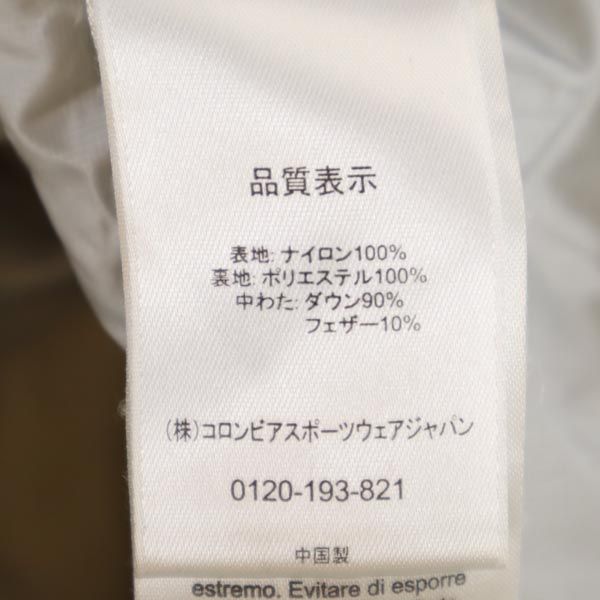 品質表示
表地: ナイロン100%
裏地: ポリエステル100%
中わた: ダウン90%
フェザー10%
(株)コロンビアスポーツウェアジャパン
0120-193-821
中国製
estremo. Evitare di esporre